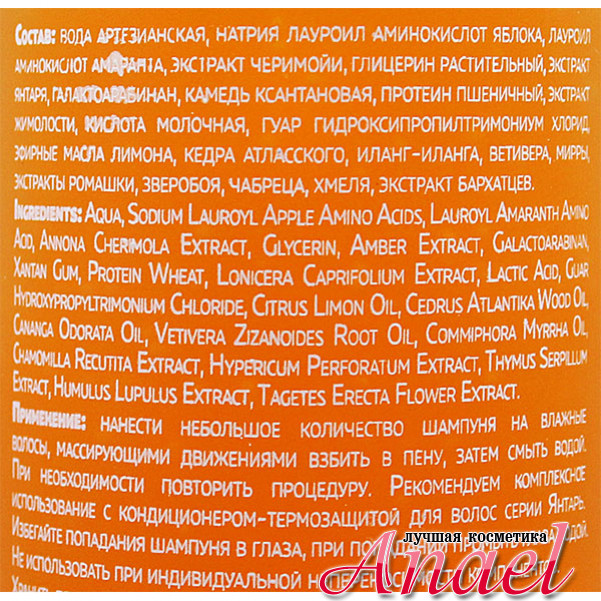 Состав: вода артезианская, натрия лауроил аминокислот яблока, лауроил
аминокислот амаранта, экстракт черимойи, глицерин растительный, экстракт
янтаря, галактоарабинан, камедь ксантановая, протеин пшеничный, экстракт
жимолости, кислота молочная, гуар гидроксипропилтримониум хлорид,
эфирные масла лимона, кедра атласского, иланг-иланга, ветивера, мирры,
экстракты ромашки, зверобоя, чабреца, хмеля, экстракт бархатцев.
Ingredients: Aqua, Sodium Lauroyl Apple Amino Acids, Lauroyl Amaranth Amino
Acid, Annona Cherimola Extract, Glycerin, Amber Extract, Galactoarabinan,
Xantan Gum, Protein Wheat, Lonicera Caprifolium Extract, Lactic Acid, Guar
Hydroxypropyltrimonium Chloride, Citrus Limon Oil, Cedrus Atlantika Wood Oil,
Cananga Odorata Oil, Vetivera Zizanoides Root Oil, Commiphora Myrrha Oil,
Chamomilla Recutita Extract, Hypericum Perforatum Extract, Thymus Serpillum
Extract, Humulus Lupulus Extract, Tagetes Erecta Flower Extract.
Применение: нанести небольшое количество шампуня на влажные
волосы, массирующими движениями взбить в пену, затем смыть водой.
При необходимости повторить процедуру. Рекомендуем комплексное
использование с кондиционером-термозащитой для волос серии Янтарь.
Избегайте попадания шампуня в глаза, при водой.
Не использовать при индивидуальной
лучшая косметика
Anael